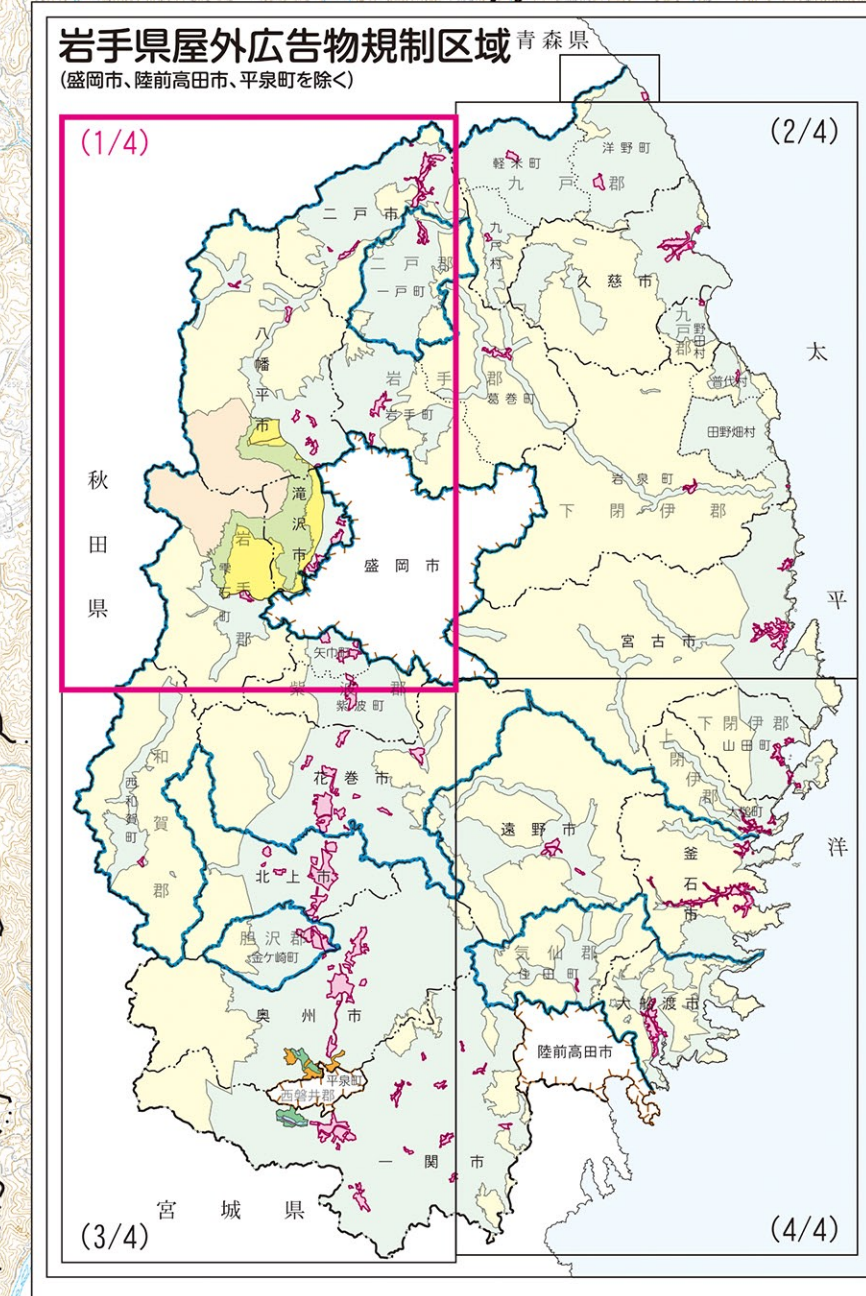 岩手県屋外広告物規制区域
(盛岡市、陸前高田市、平泉町を除く)
青森県
(1/4)
(2/4)
洋野町
軽米町
九戸郡
二戸市
九戸村
二戸郡
一戸町
久慈市
九戸郡
野田村
八幡平市
太
岩手郡
葛巻町
岩手町
普代村
田野畑村
秋田県
滝沢市
岩泉町
下閉伊郡
岩手郡
雫石町
盛岡市
平
宮古市
矢巾町
紫波郡
紫波町
下閉伊郡
山田町
上閉伊郡
大槌町
和賀郡
西和賀町
花巻市
遠野市
洋
釜石市
北上市
胆沢郡
金ケ崎町
気仙郡
住田町
大船渡市
奥州市
陸前高田市
平泉町
西磐井郡
一関市
宮城県
(3/4)
(4/4)